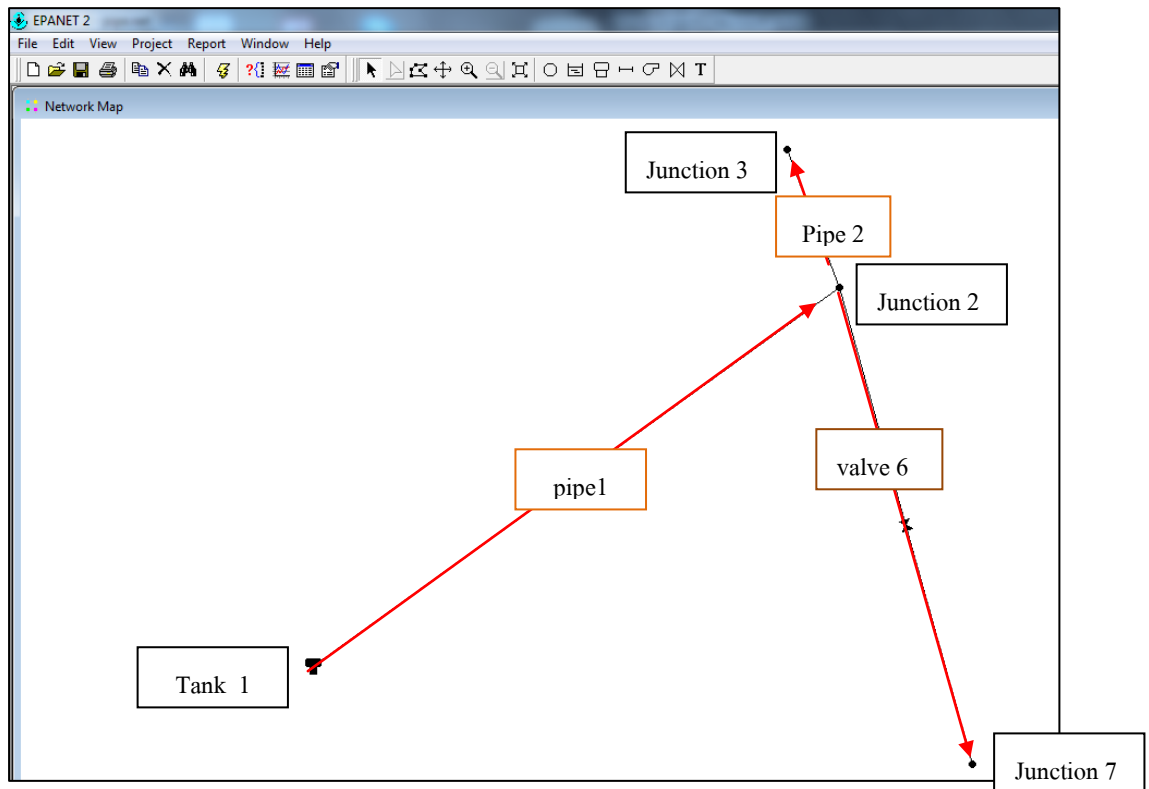 EPANET 2
File Edit View Project Report Window Help
T
Network Map
Junction 3
Pipe 2
Junction 2
valve 6
pipe1
Tank 1
Junction 7